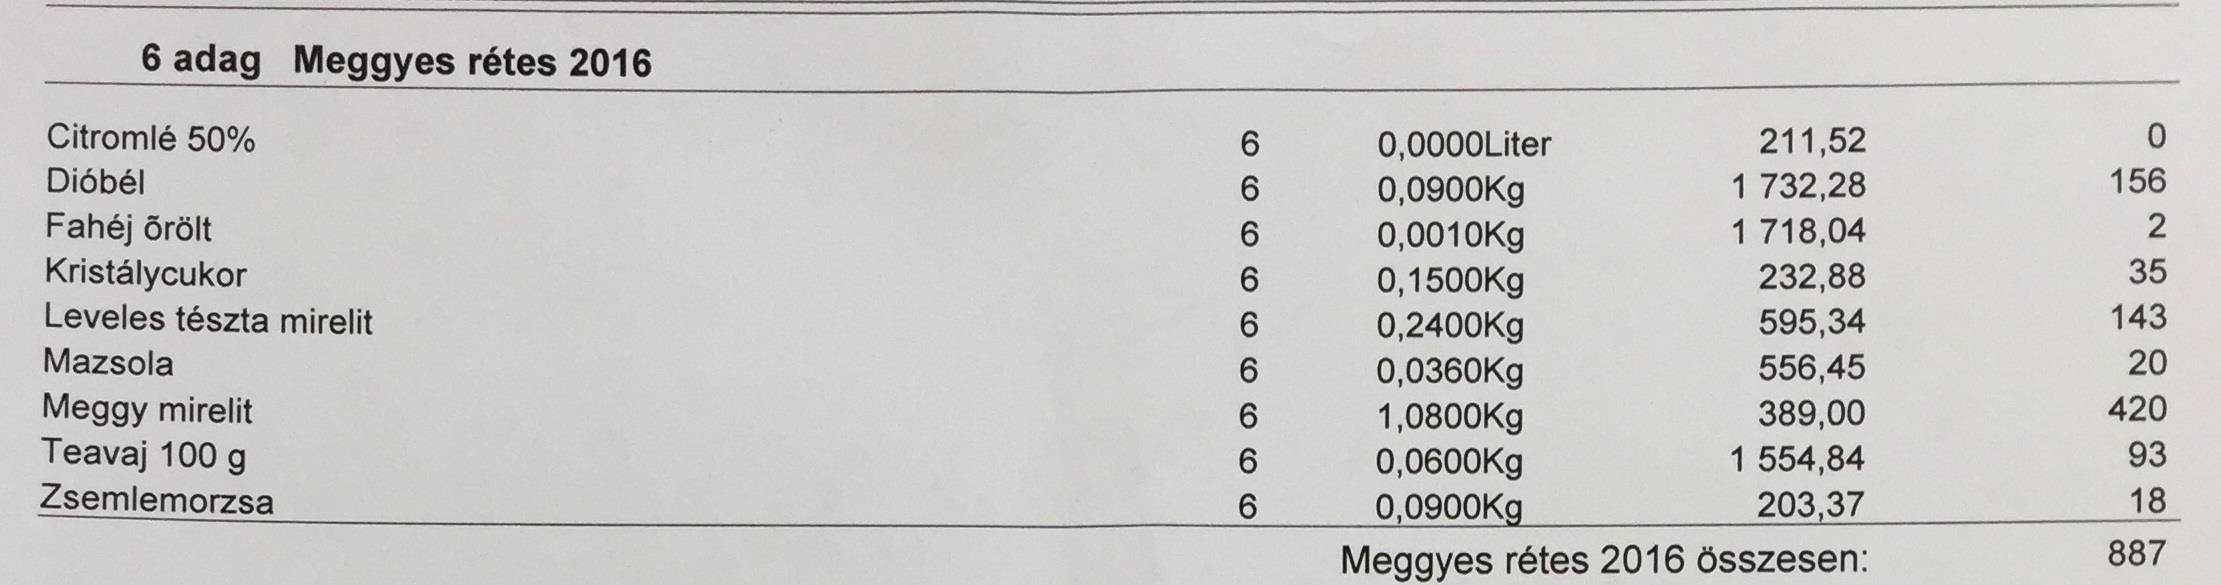 6 adag Meggyes rétes 2016
Citromlé 50% 6 0,0000Liter 211,52 0
Dióbél 6 0,0900Kg 1 732,28 156
Fahéj õrölt 6 0,0010Kg 1 718,04 2
Kristálycukor 6 0,1500Kg 232,88 35
Leveles tészta mirelit 6 0,2400Kg 595,34 143
Mazsola 6 0,0360Kg 556,45 20
Meggy mirelit 6 1,0800Kg 389,00 420
Teavaj 100 g 6 0,0600Kg 1 554,84 93
Zsemlemorzsa 6 0,0900Kg 203,37 18
Meggyes rétes 2016 összesen: 887